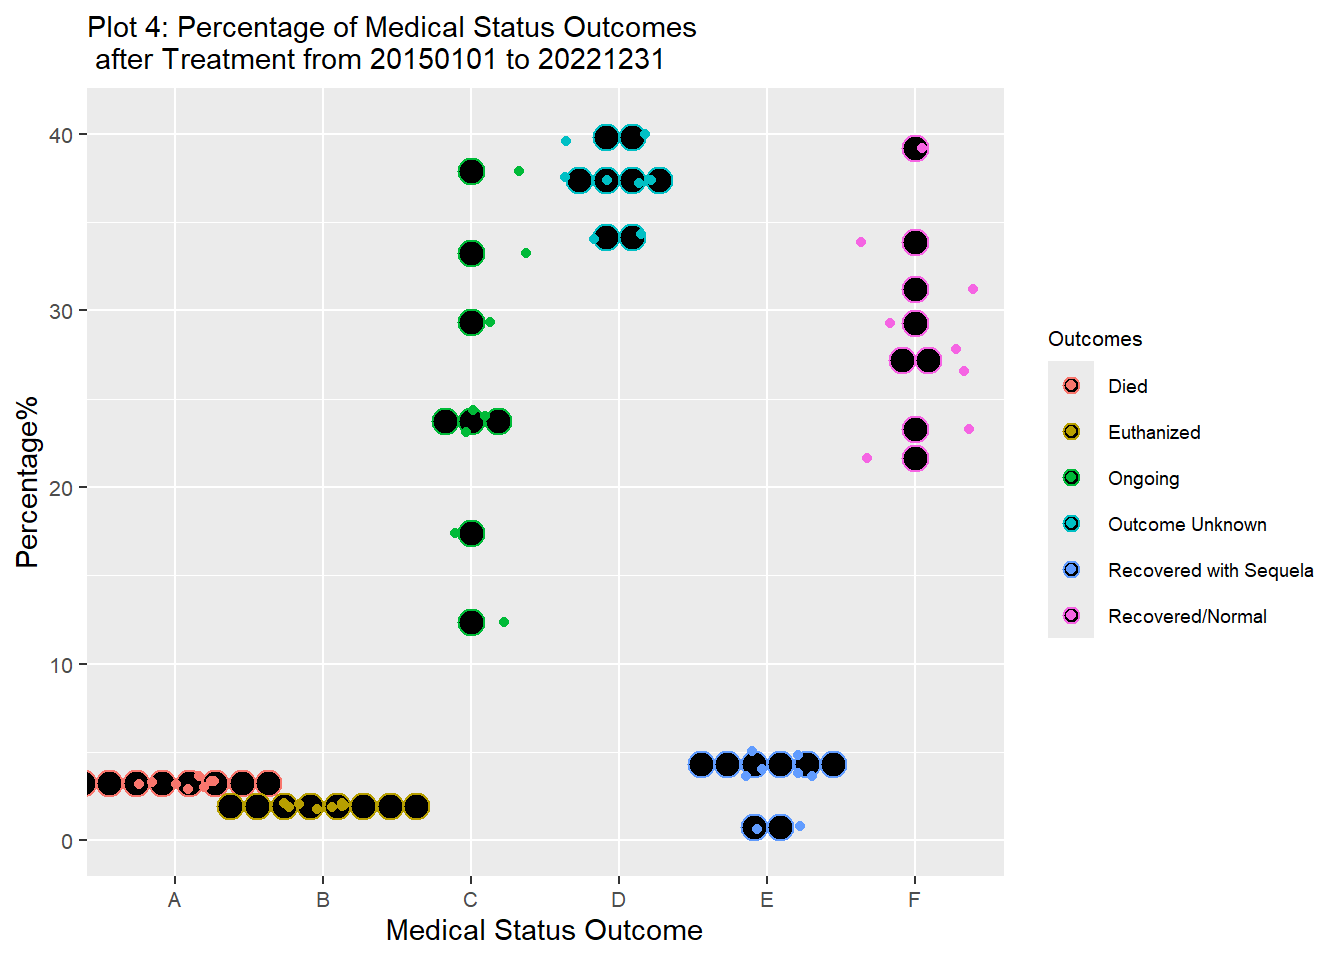 Plot 4: Percentage of Medical Status Outcomes
after Treatment from 20150101 to 20221231
Percentage%
40
30
20
10
0
A B C D E F
Medical Status Outcome
Outcomes
Died
Euthanized
Ongoing
Outcome Unknown
Recovered with Sequela
Recovered/Normal